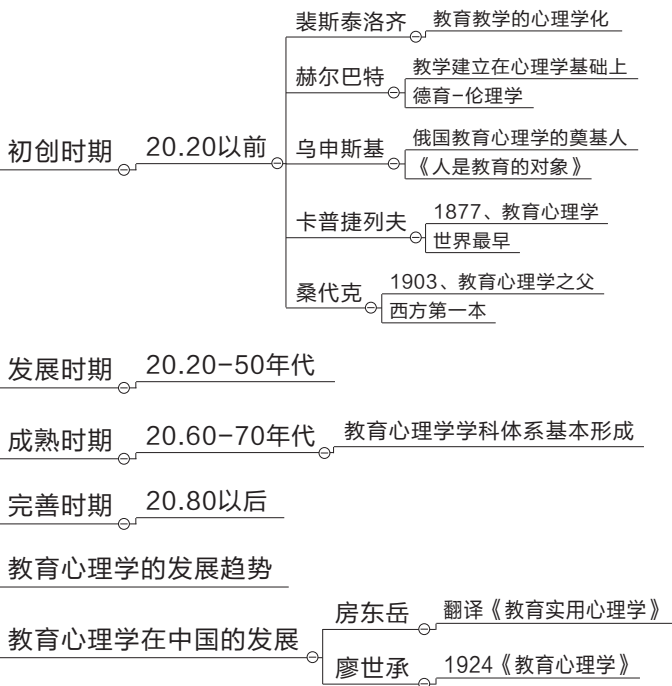 初创时期
20.20以前
裴斯泰洛齐
教育教学的心理学化
赫尔巴特
教学建立在心理学基础上
德育-伦理学
乌申斯基
俄国教育心理学的奠基人
《人是教育的对象》
卡普捷列夫
1877、教育心理学
世界最早
桑代克
1903、教育心理学之父
西方第一本
发展时期
20.20-50年代
成熟时期
20.60-70年代
教育心理学学科体系基本形成
完善时期
20.80以后
教育心理学的发展趋势
教育心理学在中国的发展
房东岳
翻译《教育实用心理学》
廖世承
1924《教育心理学》